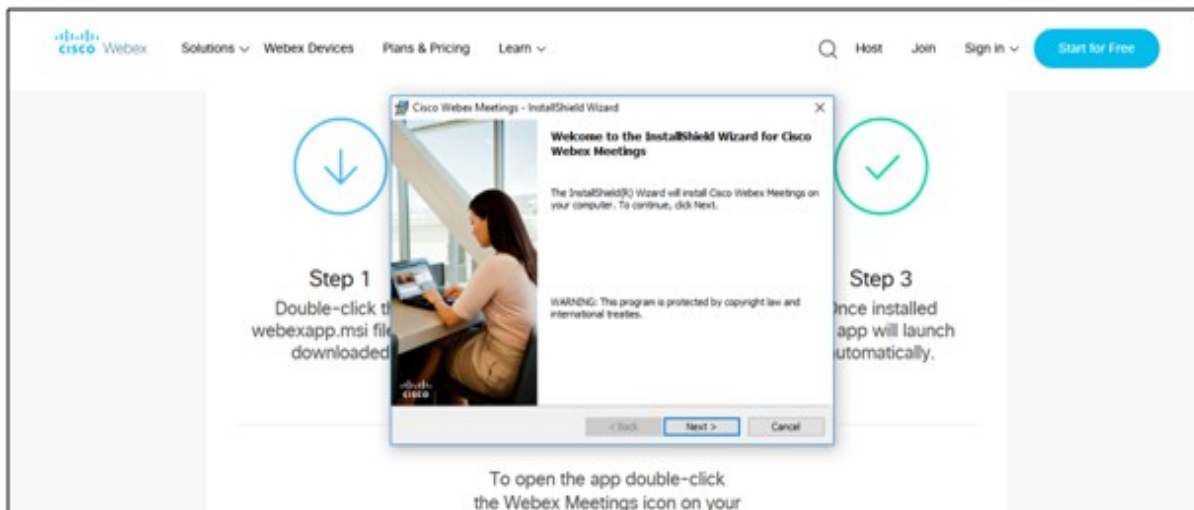 CISCO Webex Solutions Webex Devices Plans & Pricing Learn Host Join Sign in Start for Free
Cisco Webex Meetings - InstallShield Wizard
Welcome to the InstallShield Wizard for Cisco
Webex Meetings
The InstallShield(R) Wizard will install Cisco Webex Meetings on
your computer. To continue, click Next.
WARNING: This program is protected by copyright law and
international treaties.
CISCO
< Back Next > Cancel
Step 1
Double-click
webexapp.msi
downloaded
Step 3
installed
app will launch
To open the app double-click
the Webex Meetings icon on your